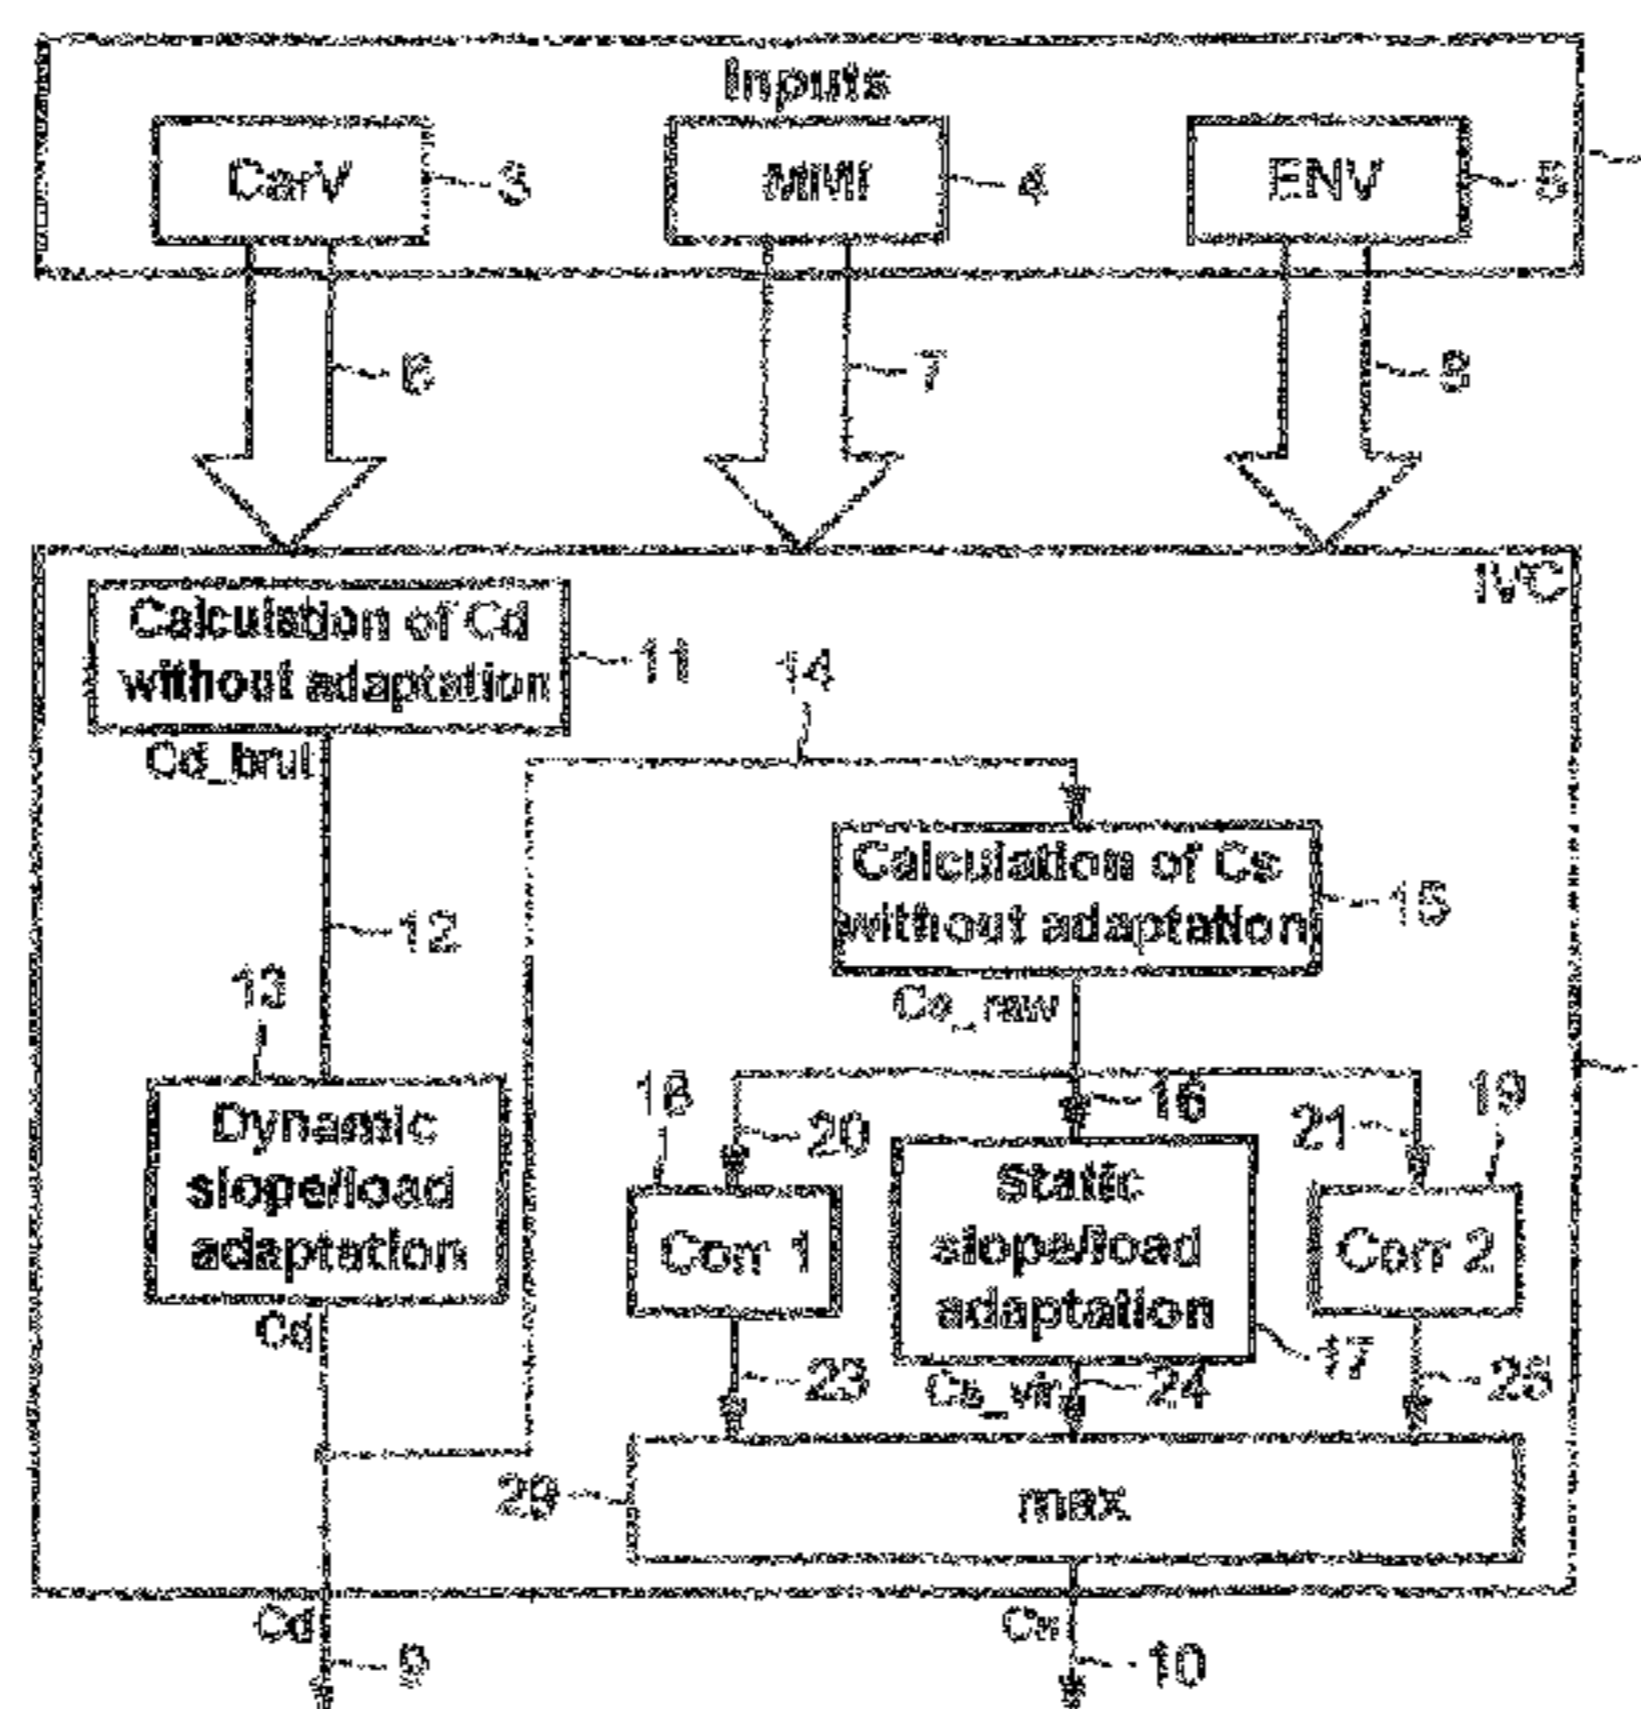 Inputs
CarV 3
MMI 4
ENV 5
6
7
8
IVC
Calculation of Cd
without adaptation
11
14
Cd_brut
Calculation of Cs
without adaptation
15
12
13
Cs_raw
18
16
19
20
21
Dynamic
slope/load
adaptation
Corr 1
Static
slope/load
adaptation
Corr 2
17
Cd
23
24
25
29
max
Cd
Cs
9
10